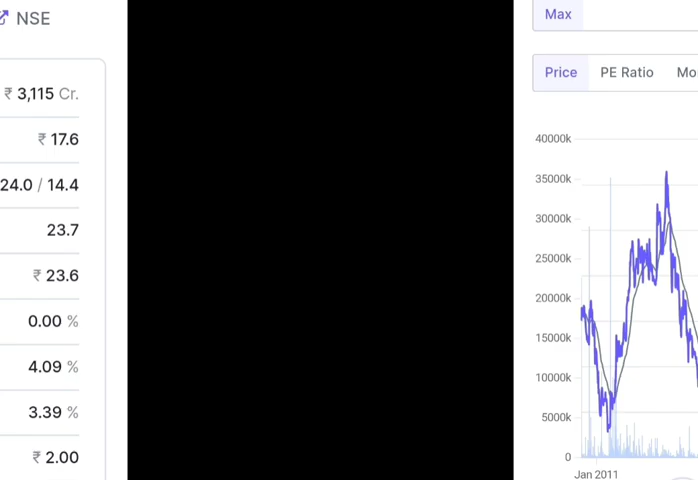 NSE
₹ 3,115 Cr.
₹ 17.6
24.0 / 14.4
23.7
₹ 23.6
0.00 %
4.09 %
3.39 %
₹ 2.00
Max
Price PE Ratio Mo
40000k
35000k
30000k
25000k
20000k
15000k
10000k
5000k
0
Jan 2011